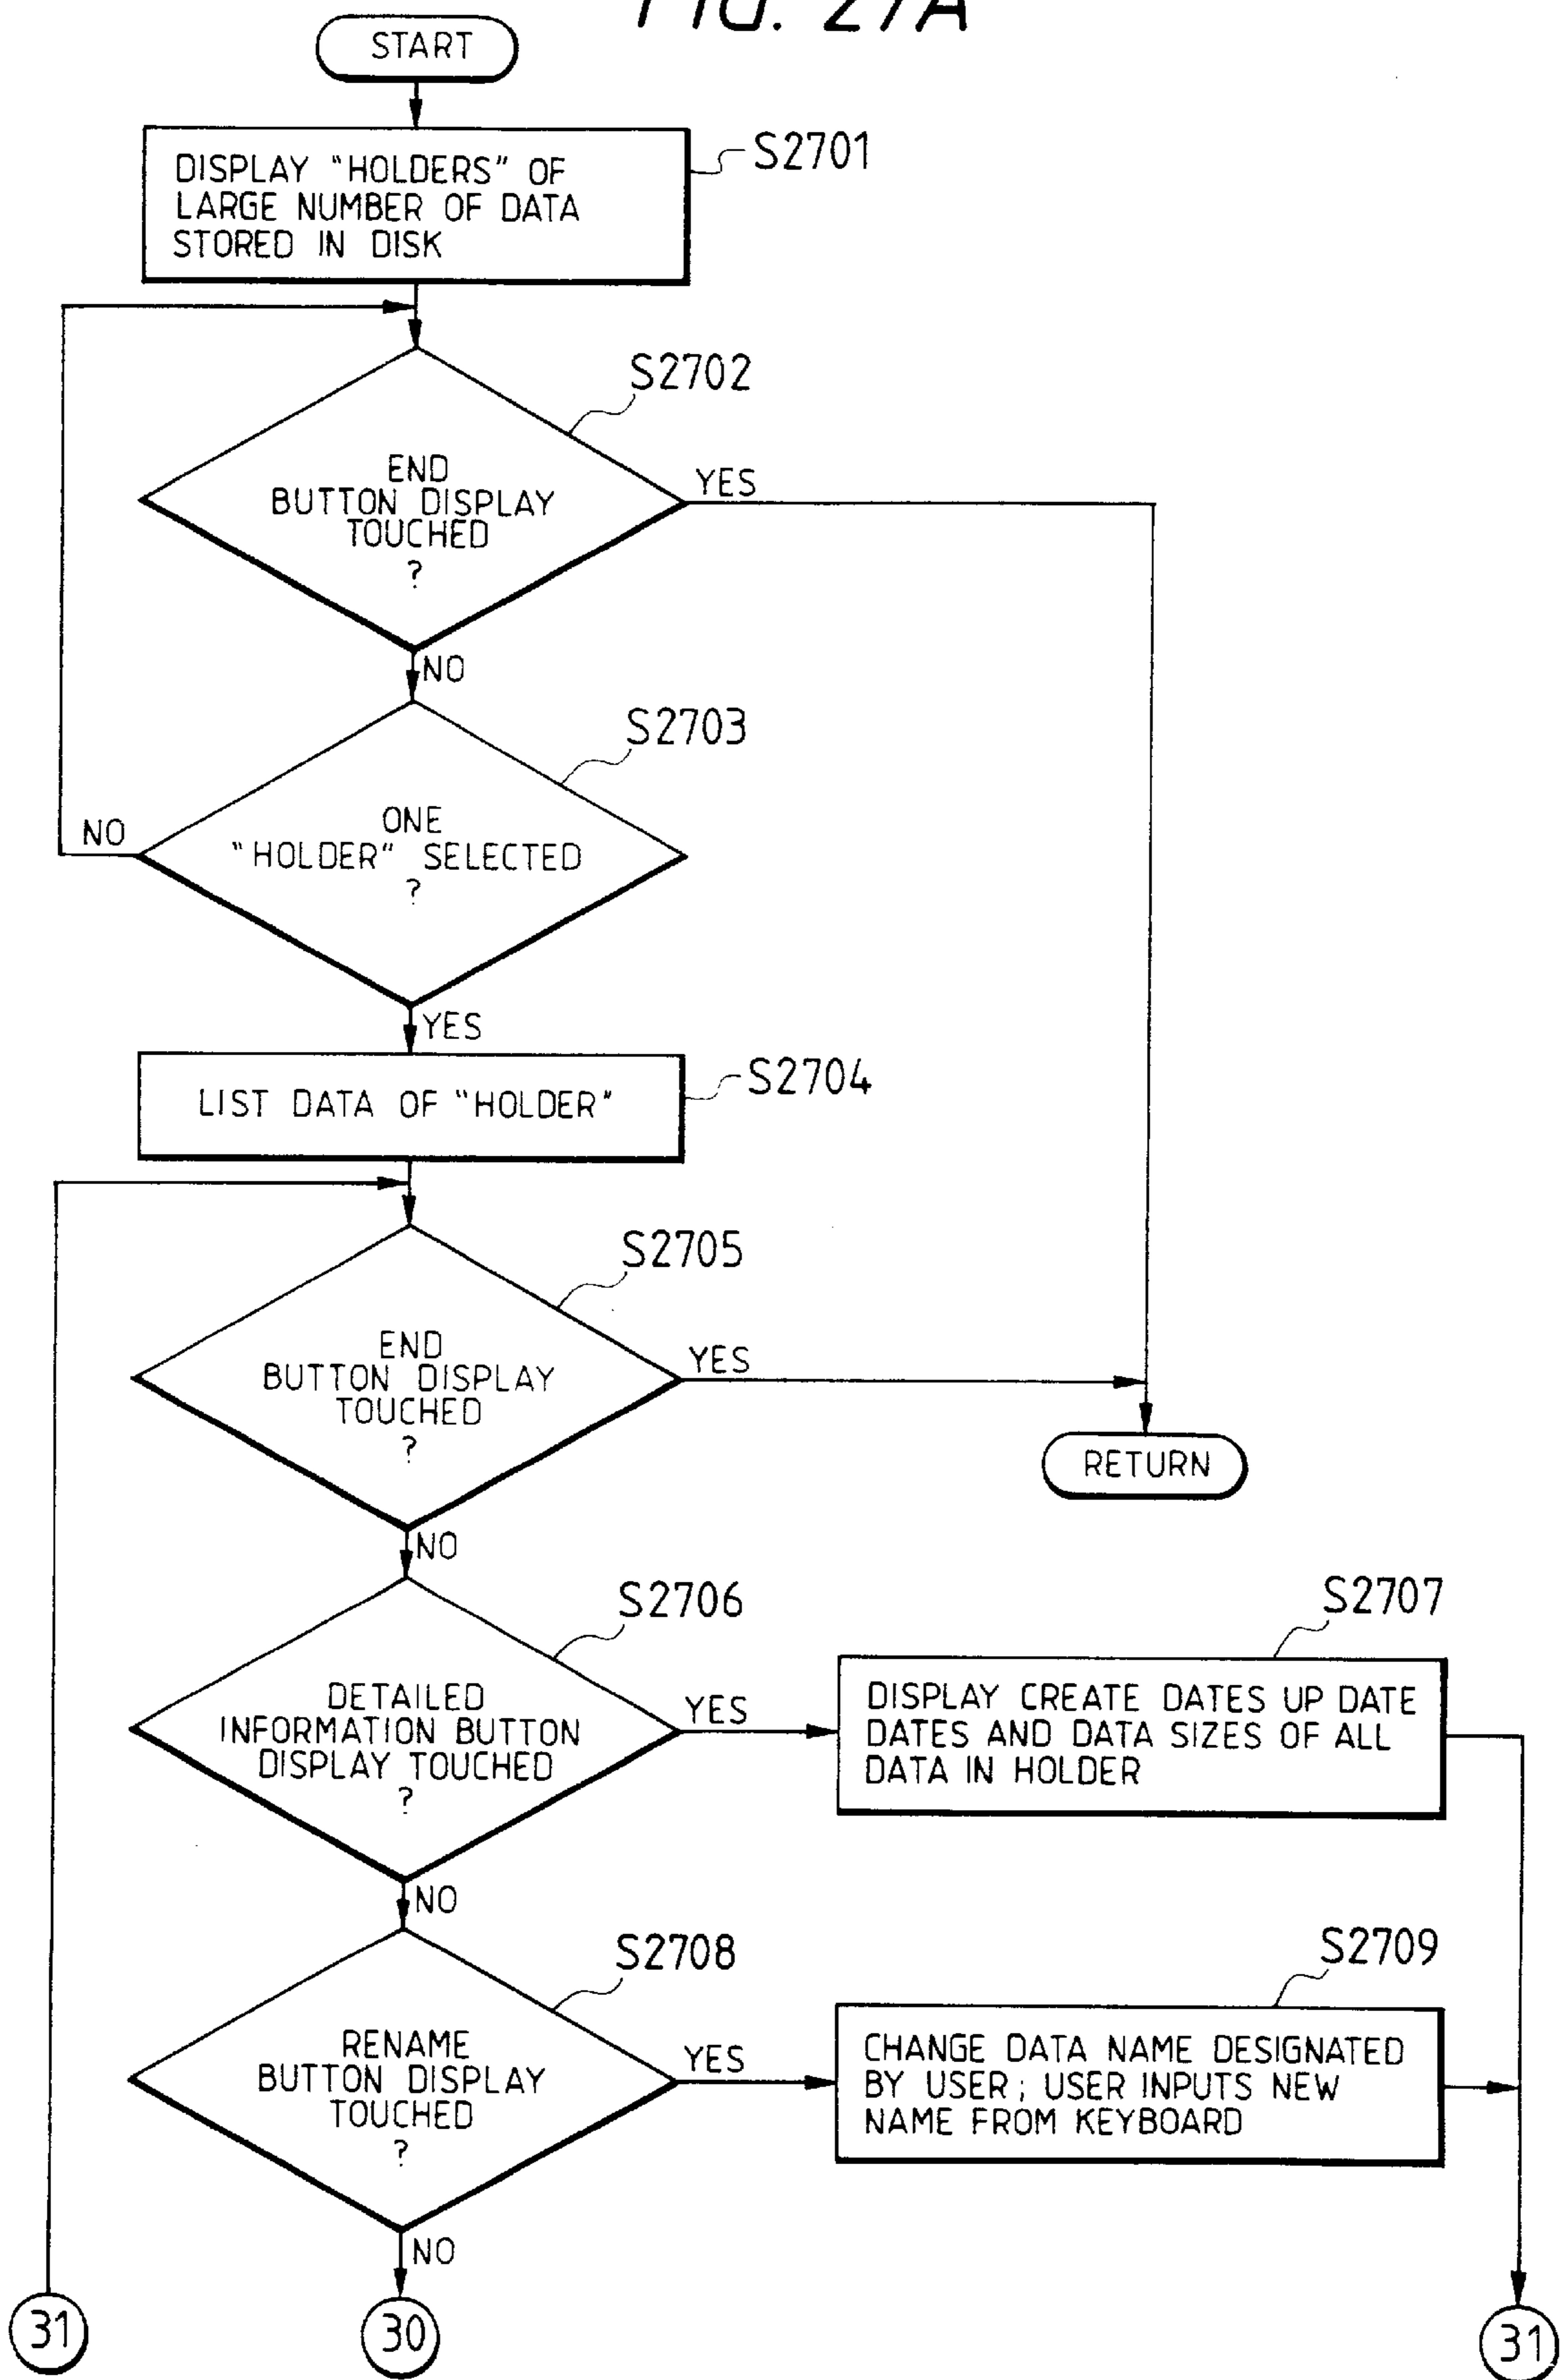 FIG. 27A
START
DISPLAY "HOLDERS" OF
LARGE NUMBER OF DATA
STORED IN DISK
S2701
S2702
END
BUTTON DISPLAY
TOUCHED
?
YES
NO
S2703
ONE
"HOLDER" SELECTED
?
NO
YES
LIST DATA OF "HOLDER"
S2704
S2705
END
BUTTON DISPLAY
TOUCHED
?
YES
RETURN
NO
S2706
DETAILED
INFORMATION BUTTON
DISPLAY TOUCHED
?
YES
S2707
DISPLAY CREATE DATES UP DATE
DATES AND DATA SIZES OF ALL
DATA IN HOLDER
NO
S2708
RENAME
BUTTON DISPLAY
TOUCHED
?
YES
S2709
CHANGE DATA NAME DESIGNATED
BY USER; USER INPUTS NEW
NAME FROM KEYBOARD
NO
31
30
31